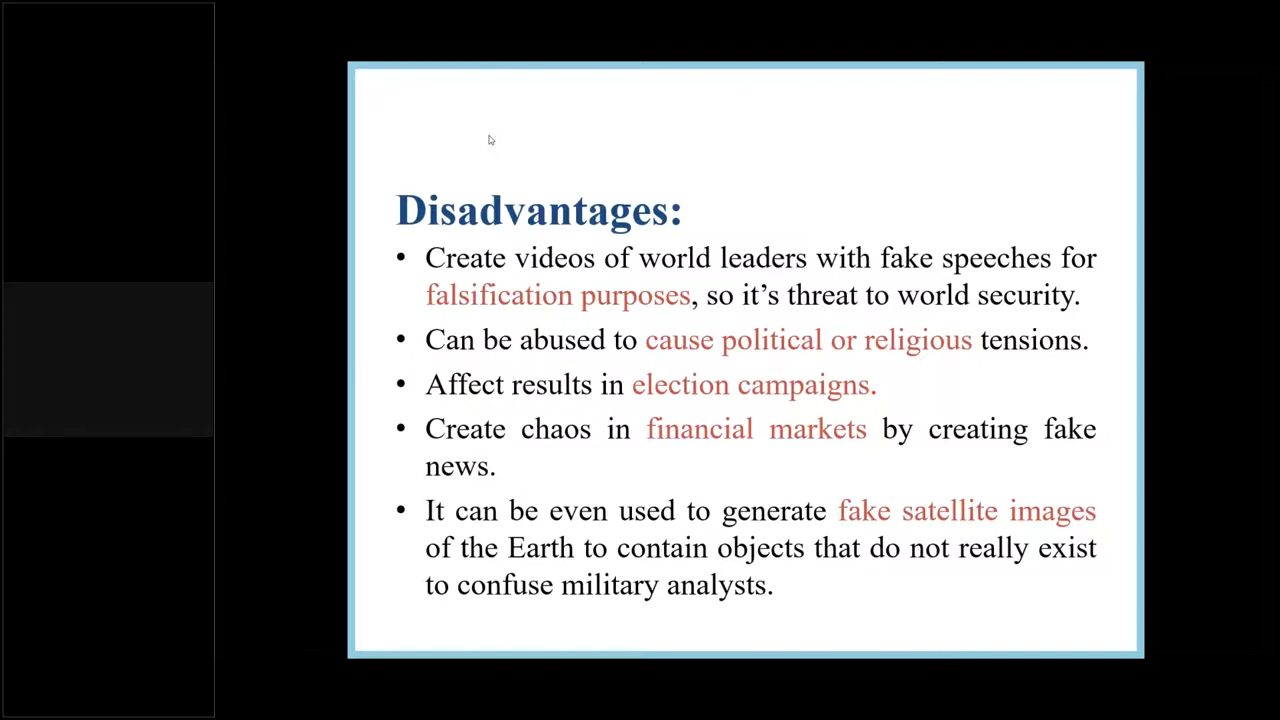 Disadvantages:
• Create videos of world leaders with fake speeches for
falsification purposes, so it’s threat to world security.
• Can be abused to cause political or religious tensions.
• Affect results in election campaigns.
• Create chaos in financial markets by creating fake
news.
• It can be even used to generate fake satellite images
of the Earth to contain objects that do not really exist
to confuse military analysts.